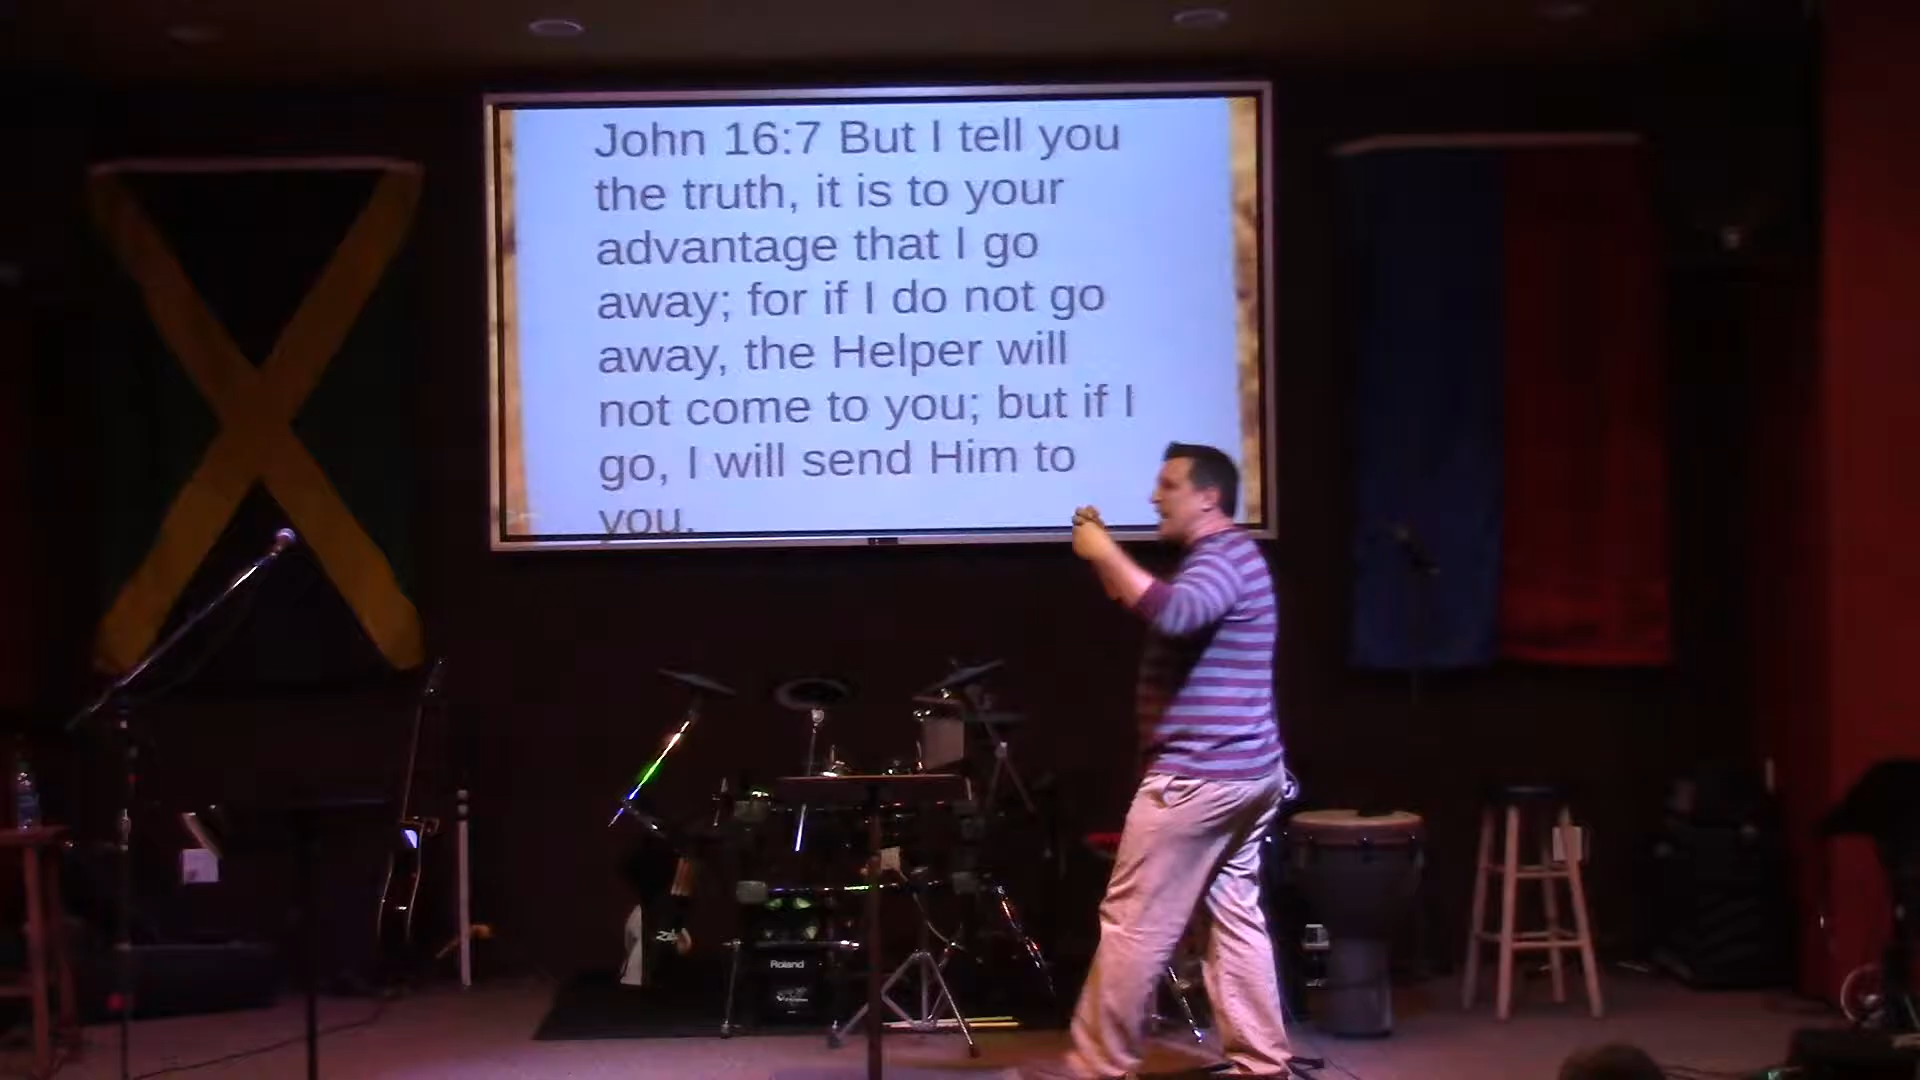 John 16:7 But I tell you
the truth, it is to your
advantage that I go
away; for if I do not go
away, the Helper will
not come to you; but if I
go, I will send Him to
you.
Roland